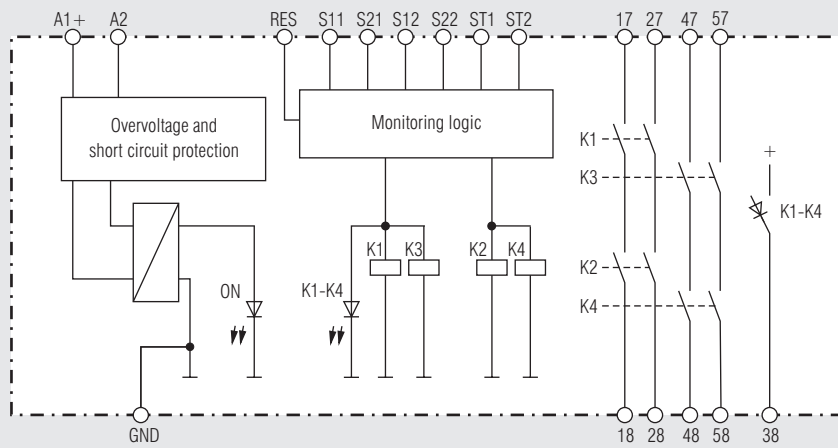 A1+ A2 RES S11 S21 S12 S22 ST1 ST2 17 27 47 57
Overvoltage and
short circuit protection
Monitoring logic
K1
K3
+
K1-K4
K1 K3 K2 K4
K2
ON K1-K4
K4
GND 18 28 48 58 38